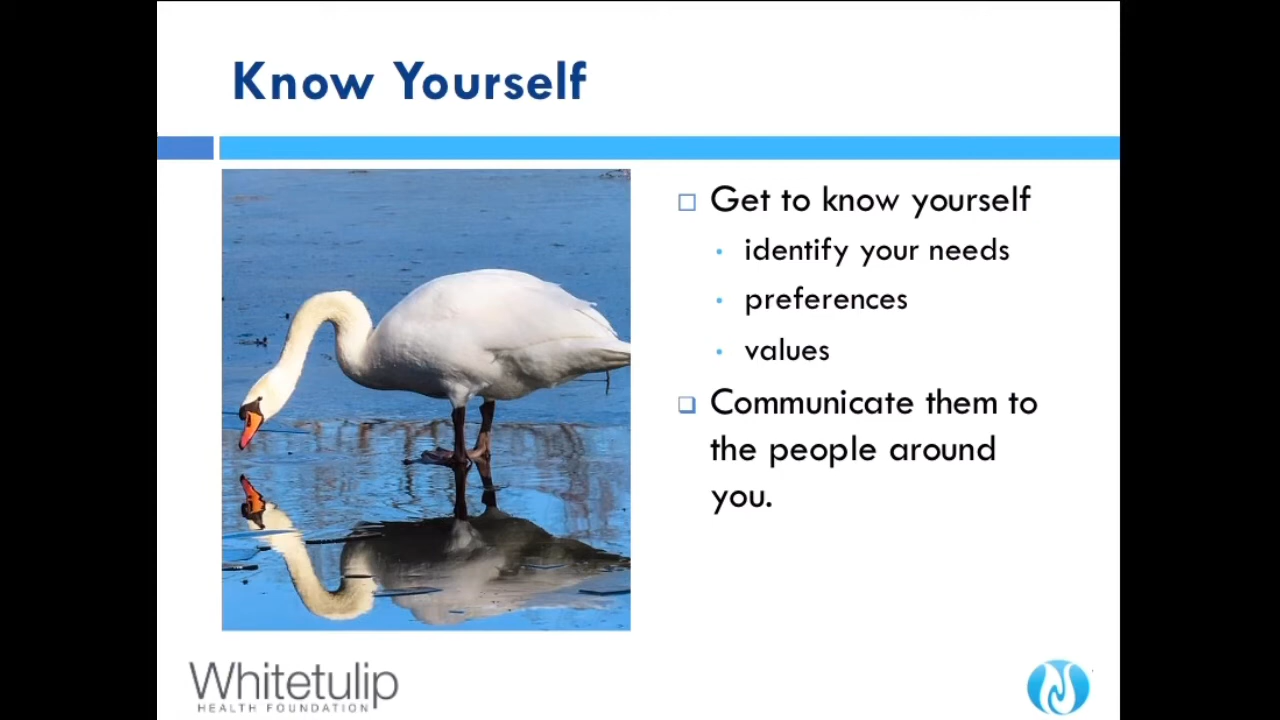 Know Yourself
Get to know yourself
identify your needs
preferences
values
Communicate them to
the people around
you.
Whitetulip
HEALTH FOUNDATION